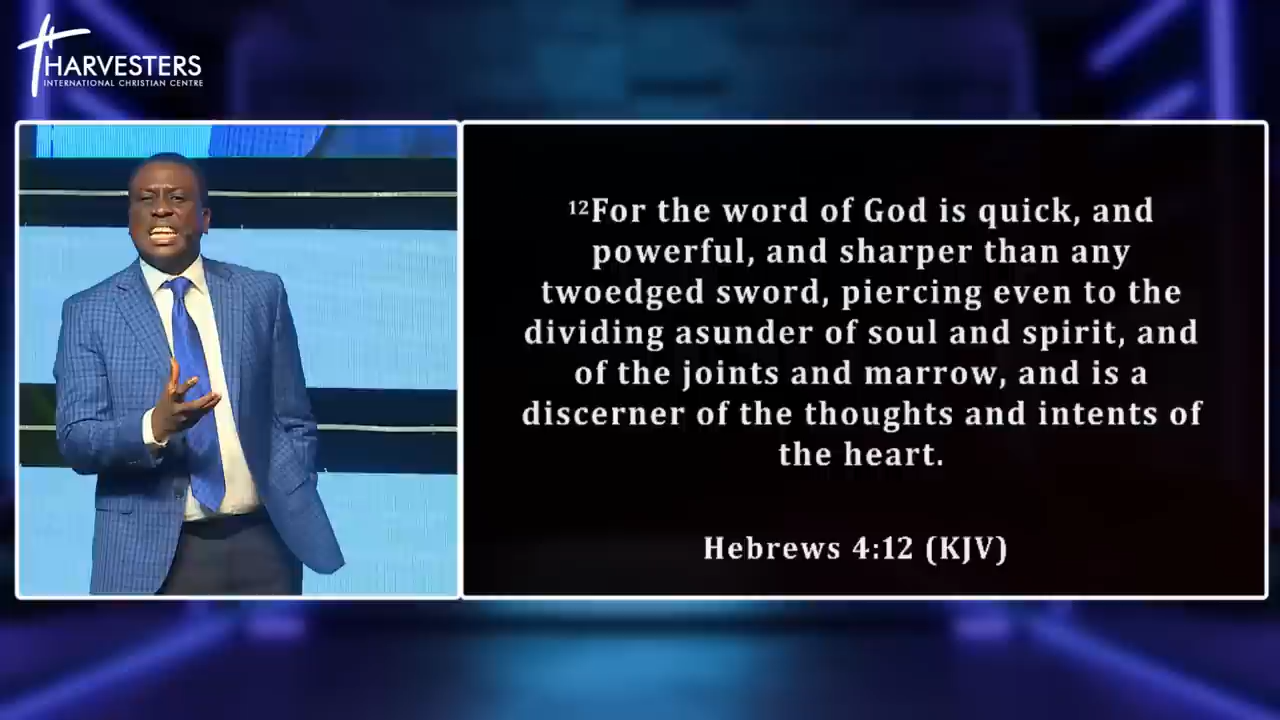 HARVESTERS
INTERNATIONAL CHRISTIAN CENTRE
12For the word of God is quick, and
powerful, and sharper than any
twoedged sword, piercing even to the
dividing asunder of soul and spirit, and
of the joints and marrow, and is a
discerner of the thoughts and intents of
the heart.
Hebrews 4:12 (KJV)